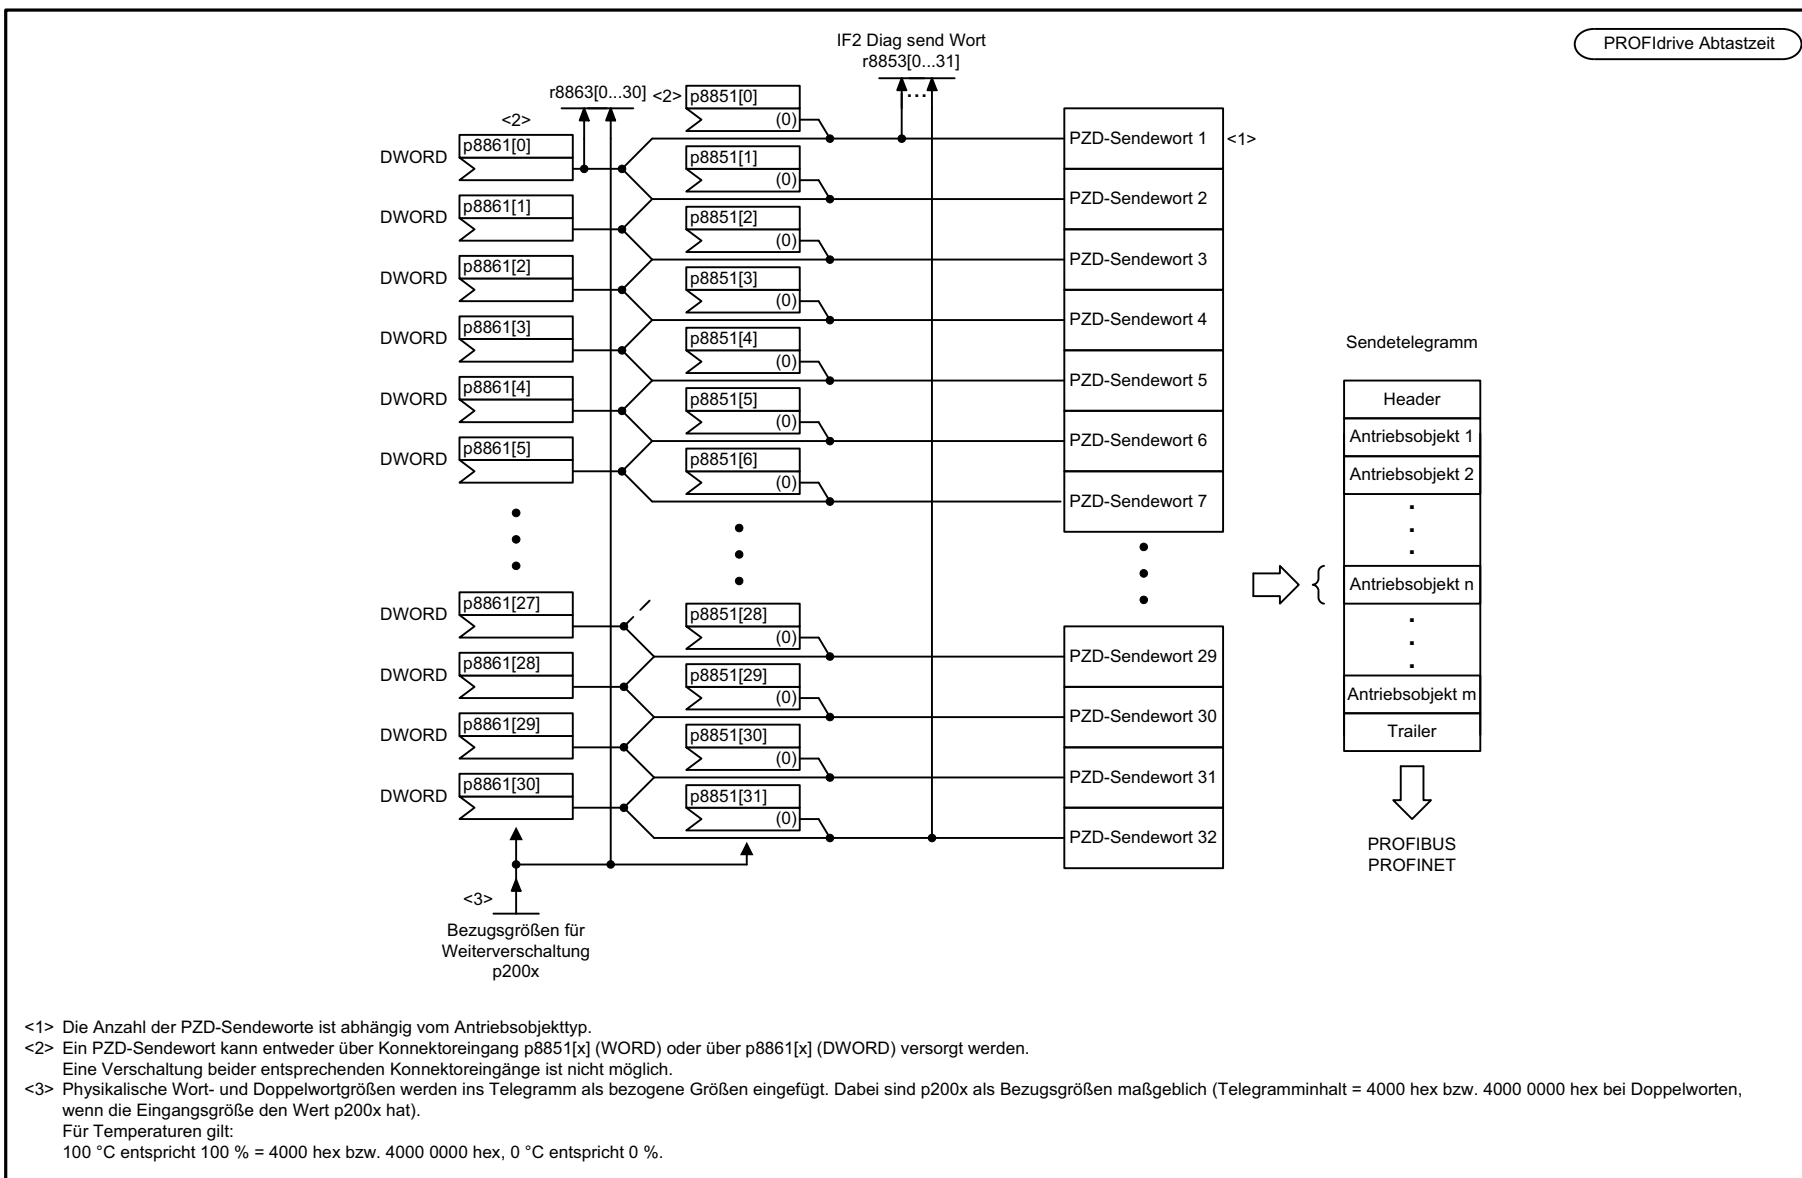 IF2 Diag send Wort
r8853[0...31]
PROFIdrive Abtastzeit
r8863[0...30]
<2>
p8851[0]
(0)
...
<2>
DWORD
p8861[0]
PZD-Sendewort 1
<1>
p8851[1]
(0)
DWORD
p8861[1]
PZD-Sendewort 2
p8851[2]
(0)
DWORD
p8861[2]
PZD-Sendewort 3
p8851[3]
(0)
DWORD
p8861[3]
PZD-Sendewort 4
p8851[4]
(0)
DWORD
p8861[4]
PZD-Sendewort 5
p8851[5]
(0)
DWORD
p8861[5]
PZD-Sendewort 6
p8851[6]
(0)
PZD-Sendewort 7
DWORD
p8861[27]
p8851[28]
(0)
PZD-Sendewort 29
DWORD
p8861[28]
p8851[29]
(0)
PZD-Sendewort 30
DWORD
p8861[29]
p8851[30]
(0)
PZD-Sendewort 31
DWORD
p8861[30]
p8851[31]
(0)
PZD-Sendewort 32
Sendetelegramm
Header
Antriebsobjekt 1
Antriebsobjekt 2
Antriebsobjekt n
Antriebsobjekt m
Trailer
PROFIBUS
PROFINET
<3>
Bezugsgrößen für
Weiterverschaltung
p200x
<1> Die Anzahl der PZD-Sendeworte ist abhängig vom Antriebsobjekttyp.
<2> Ein PZD-Sendewort kann entweder über Konnektoreingang p8851[x] (WORD) oder über p8861[x] (DWORD) versorgt werden.
Eine Verschaltung beider entsprechenden Konnektoreingänge ist nicht möglich.
<3> Physikalische Wort- und Doppelwortgrößen werden ins Telegramm als bezogene Größen eingefügt. Dabei sind p200x als Bezugsgrößen maßgeblich (Telegramminhalt = 4000 hex bzw. 4000 0000 hex bei Doppelworten,
wenn die Eingangsgröße den Wert p200x hat).
Für Temperaturen gilt:
100 °C entspricht 100 % = 4000 hex bzw. 4000 0000 hex, 0 °C entspricht 0 %.